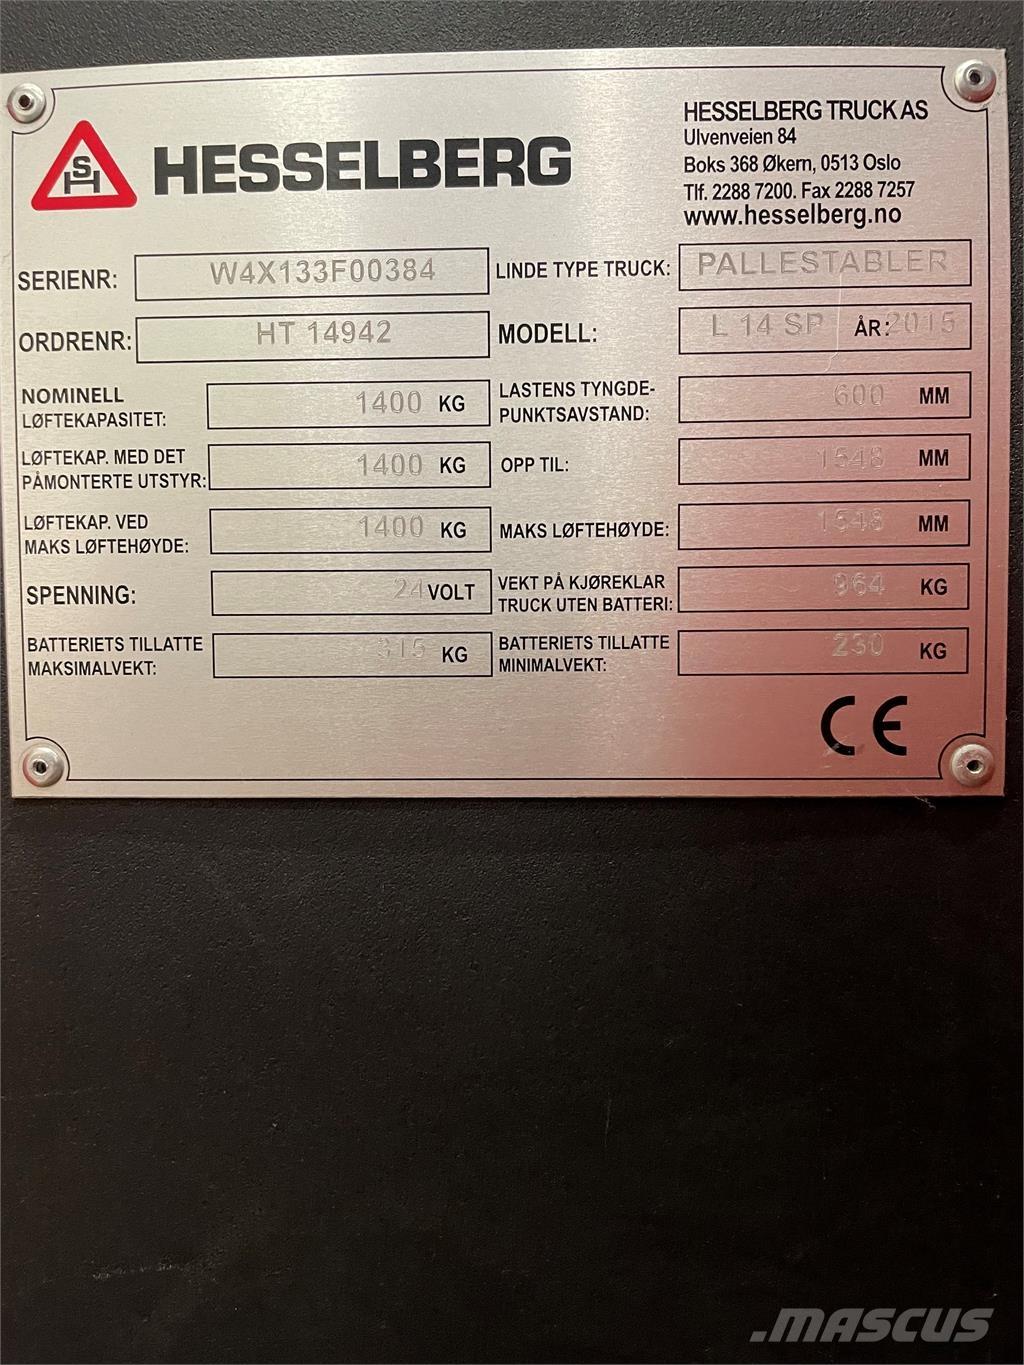 SH
HESSELBERG
HESSELBERG TRUCK AS
Ulvenveien 84
Boks 368 Økern, 0513 Oslo
Tlf. 2288 7200. Fax 2288 7257
www.hesselberg.no
SERIENR: W4X133F00384 LINDE TYPE TRUCK: PALLESTABLER
ORDRENR: HT 14942 MODELL: L 14 SP ÅR: 2015
NOMINELL
LØFTEKAPASITET: 1400 KG
LASTENS TYNGDE-
PUNKTSAVSTAND: 600 MM
LØFTEKAP. MED DET
PÅMONTERTE UTSTYR: 1400 KG
OPP TIL: 1548 MM
LØFTEKAP. VED
MAKS LØFTEHØYDE: 1400 KG
MAKS LØFTEHØYDE: 1548 MM
SPENNING: 24 VOLT
VEKT PÅ KJØREKLAR
TRUCK UTEN BATTERI: 964 KG
BATTERIETS TILLATTE
MAKSIMALVEKT: 315 KG
BATTERIETS TILLATTE
MINIMALVEKT: 230 KG
CE
.MASCUS